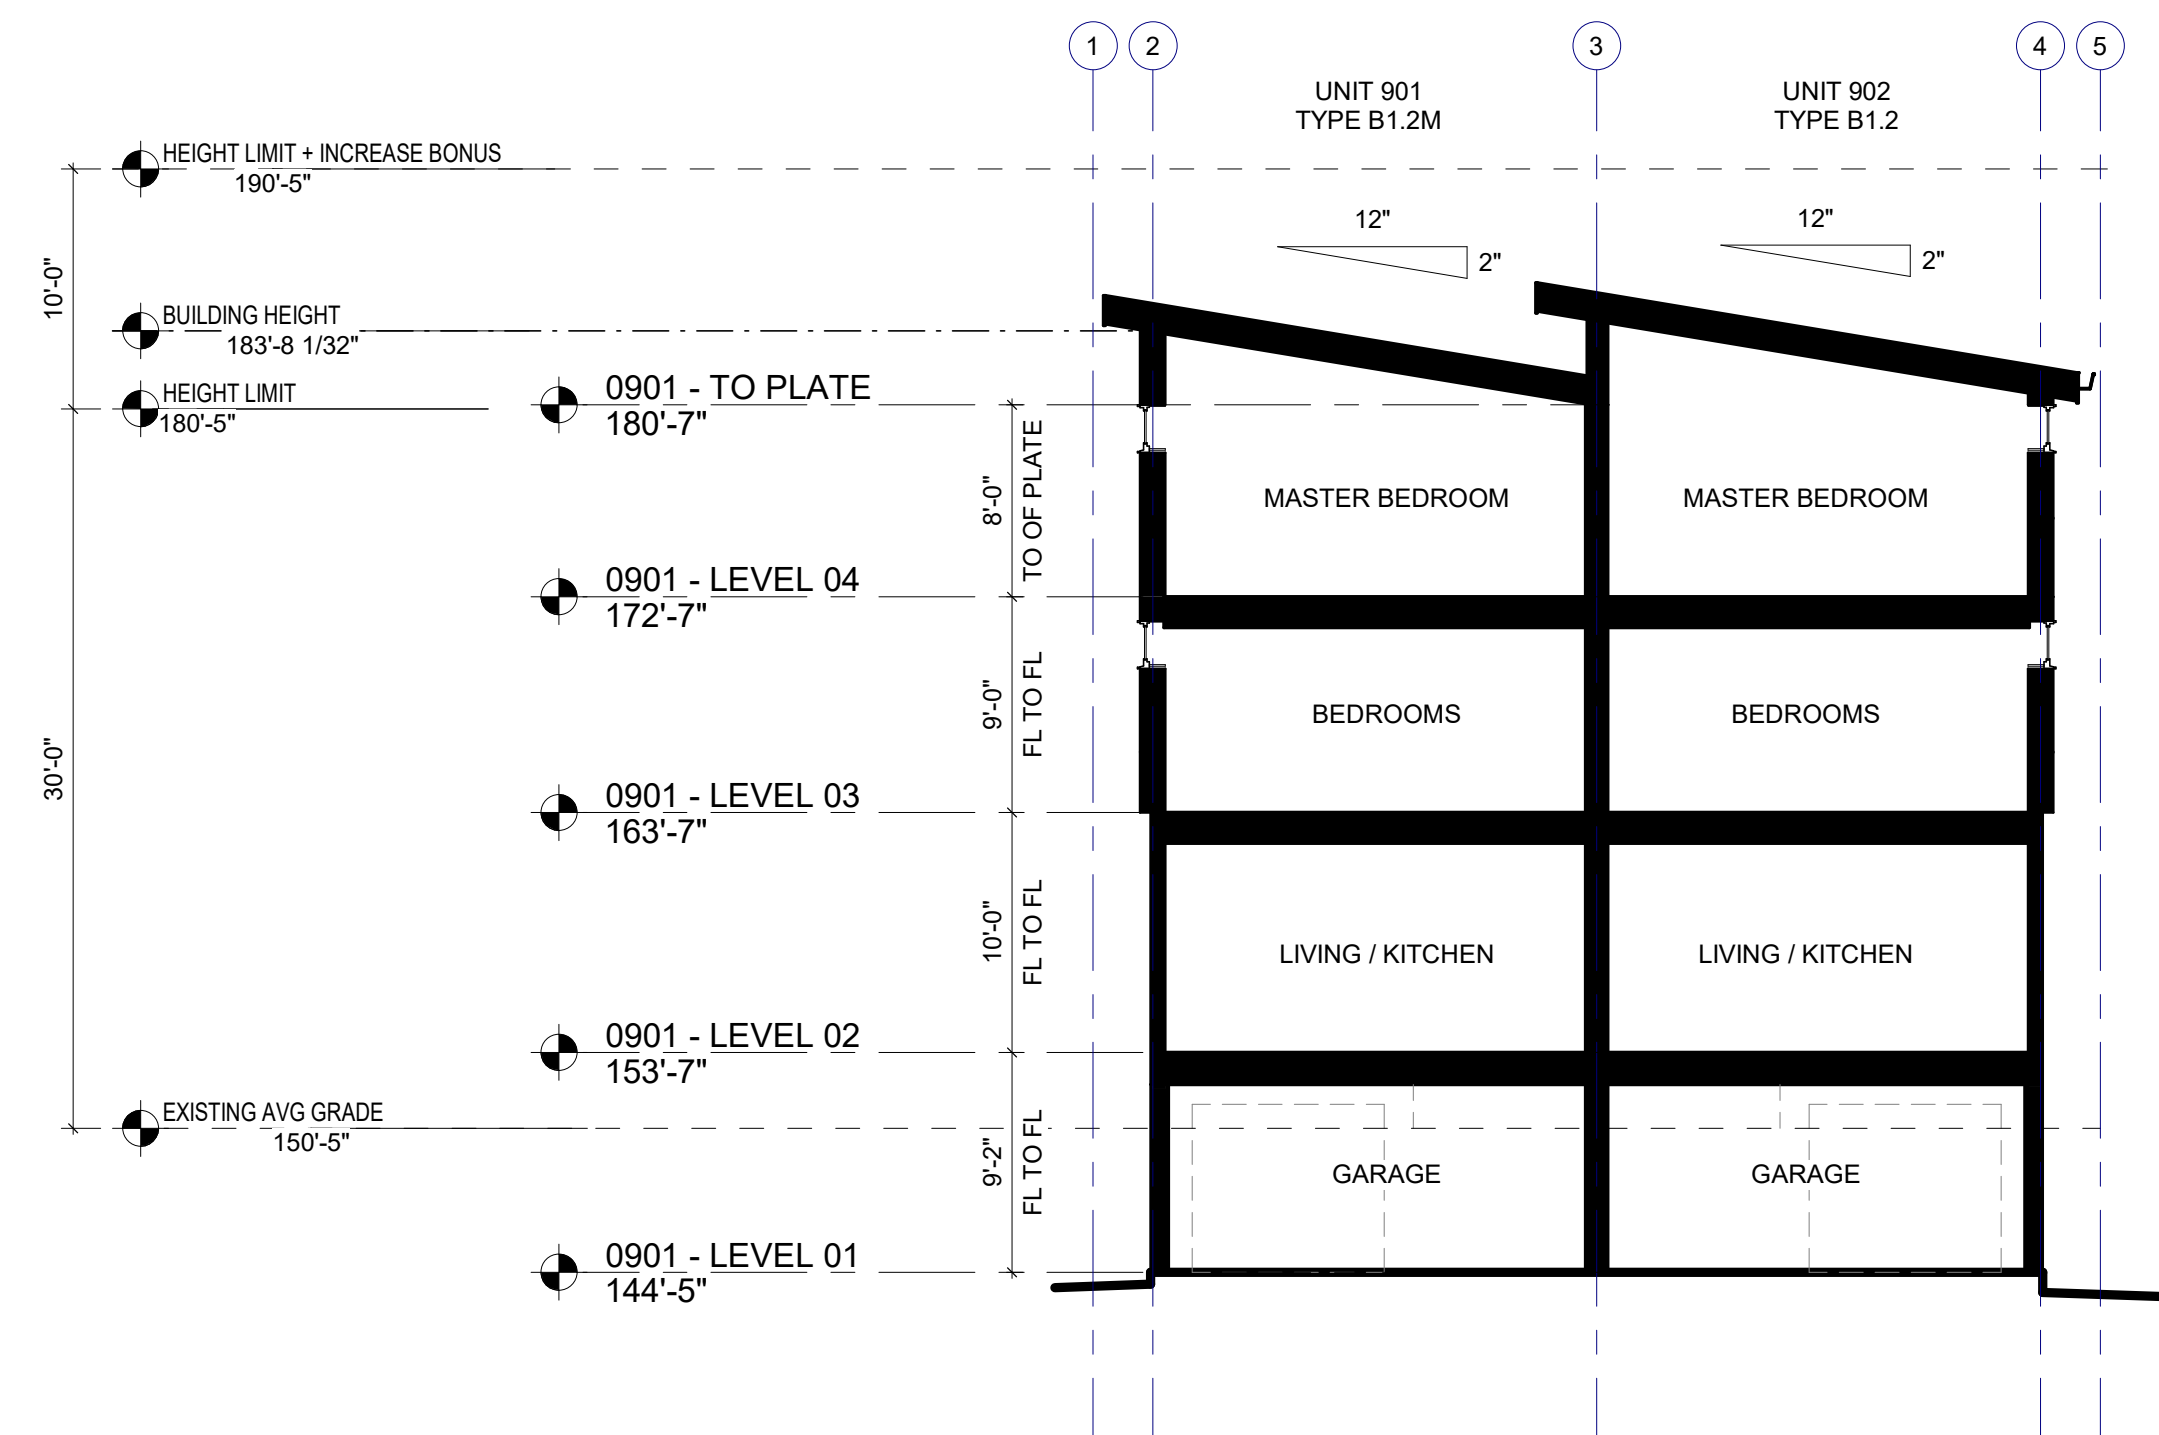 1
2
3
4
5
UNIT 901
TYPE B1.2M
UNIT 902
TYPE B1.2
HEIGHT LIMIT + INCREASE BONUS
190'-5"
12"
2"
12"
2"
10'-0"
BUILDING HEIGHT
183'-8 1/32"
HEIGHT LIMIT
180'-5"
0901 - TO PLATE
180'-7"
8'-0"
TO OF PLATE
MASTER BEDROOM
MASTER BEDROOM
0901 - LEVEL 04
172'-7"
9'-0"
FL TO FL
BEDROOMS
BEDROOMS
30'-0"
0901 - LEVEL 03
163'-7"
10'-0"
FL TO FL
LIVING / KITCHEN
LIVING / KITCHEN
0901 - LEVEL 02
153'-7"
EXISTING AVG GRADE
150'-5"
9'-2"
FL TO FL
GARAGE
GARAGE
0901 - LEVEL 01
144'-5"